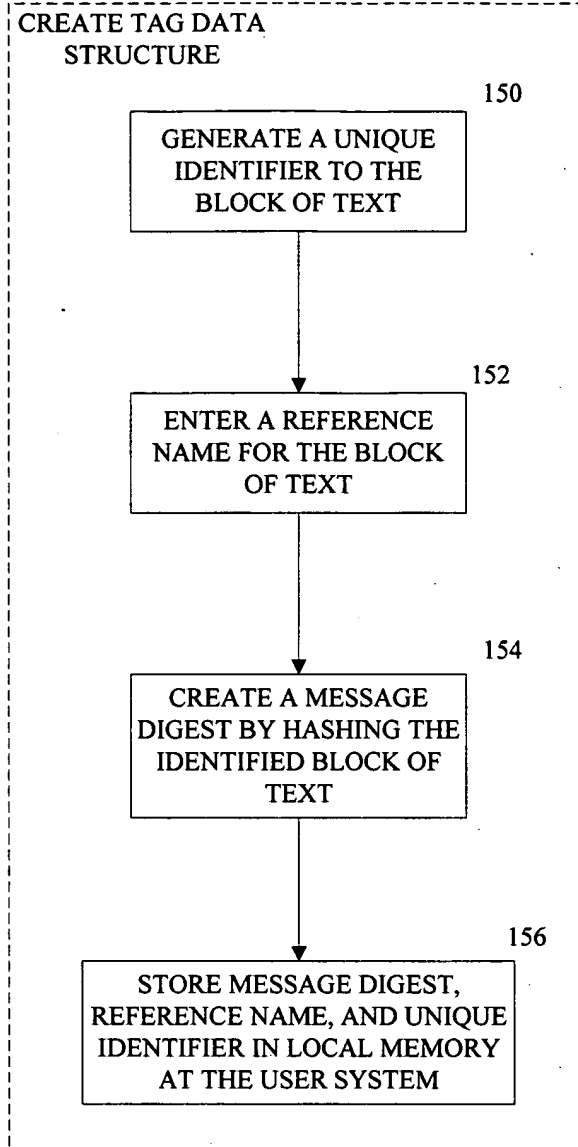 CREATE TAG DATA
STRUCTURE
150
GENERATE A UNIQUE
IDENTIFIER TO THE
BLOCK OF TEXT
152
ENTER A REFERENCE
NAME FOR THE BLOCK
OF TEXT
154
CREATE A MESSAGE
DIGEST BY HASHING THE
IDENTIFIED BLOCK OF
TEXT
156
STORE MESSAGE DIGEST,
REFERENCE NAME, AND UNIQUE
IDENTIFIER IN LOCAL MEMORY
AT THE USER SYSTEM